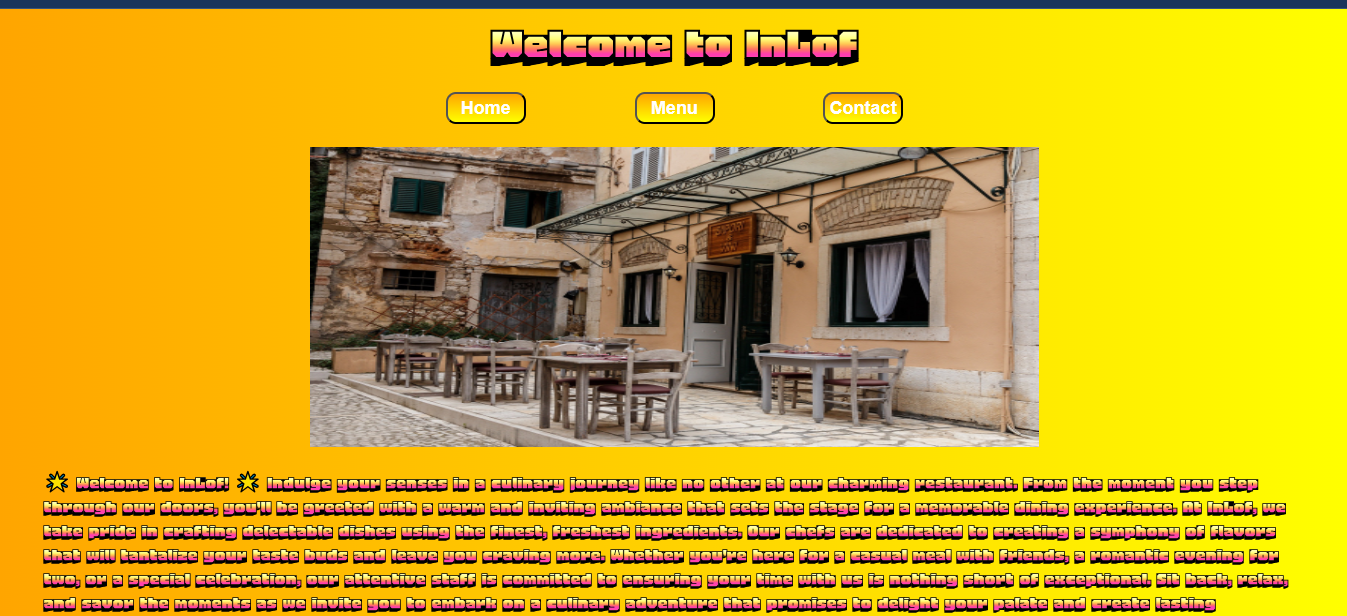 Welcome to InLof
Home
Menu
Contact
🌟 Welcome to InLof! 🌟 Indulge your senses in a culinary journey like no other at our charming restaurant. From the moment you step
through our doors, you'll be greeted with a warm and inviting ambiance that sets the stage for a memorable dining experience. At InLof, we
take pride in crafting delectable dishes using the finest, freshest ingredients. Our chefs are dedicated to creating a symphony of flavors
that will tantalize your taste buds and leave you craving more. Whether you're here for a casual meal with friends, a romantic evening for
two, or a special celebration, our attentive staff is committed to ensuring your time with us is nothing short of exceptional. Sit back, relax,
and savor the moments as we invite you to embark on a culinary adventure that promises to delight your palate and create lasting